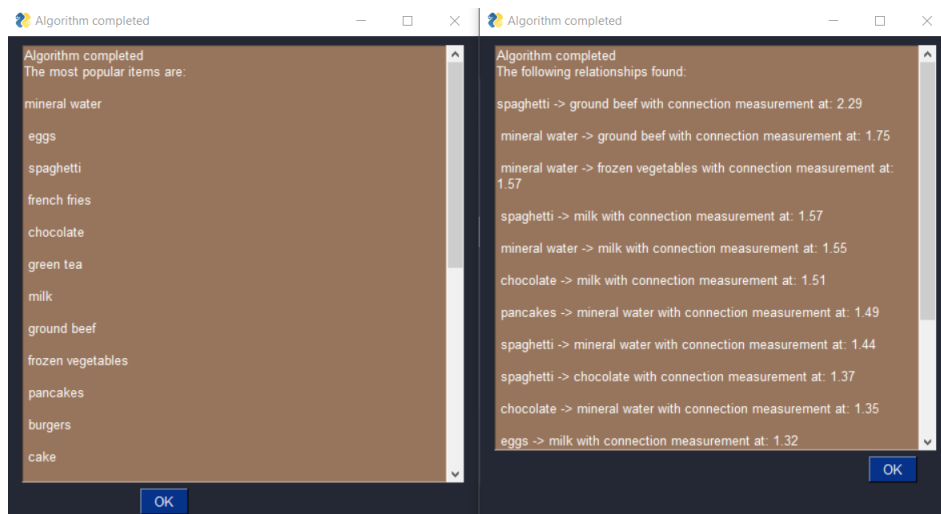 Algorithm completed
Algorithm completed
The most popular items are:
mineral water
eggs
spaghetti
french fries
chocolate
green tea
milk
ground beef
frozen vegetables
pancakes
burgers
cake
OK
Algorithm completed
Algorithm completed
The following relationships found:
spaghetti -> ground beef with connection measurement at: 2.29
mineral water -> ground beef with connection measurement at: 1.75
mineral water -> frozen vegetables with connection measurement at:
1.57
spaghetti -> milk with connection measurement at: 1.57
mineral water -> milk with connection measurement at: 1.55
chocolate -> milk with connection measurement at: 1.51
pancakes -> mineral water with connection measurement at: 1.49
spaghetti -> mineral water with connection measurement at: 1.44
spaghetti -> chocolate with connection measurement at: 1.37
chocolate -> mineral water with connection measurement at: 1.35
eggs -> milk with connection measurement at: 1.32
OK